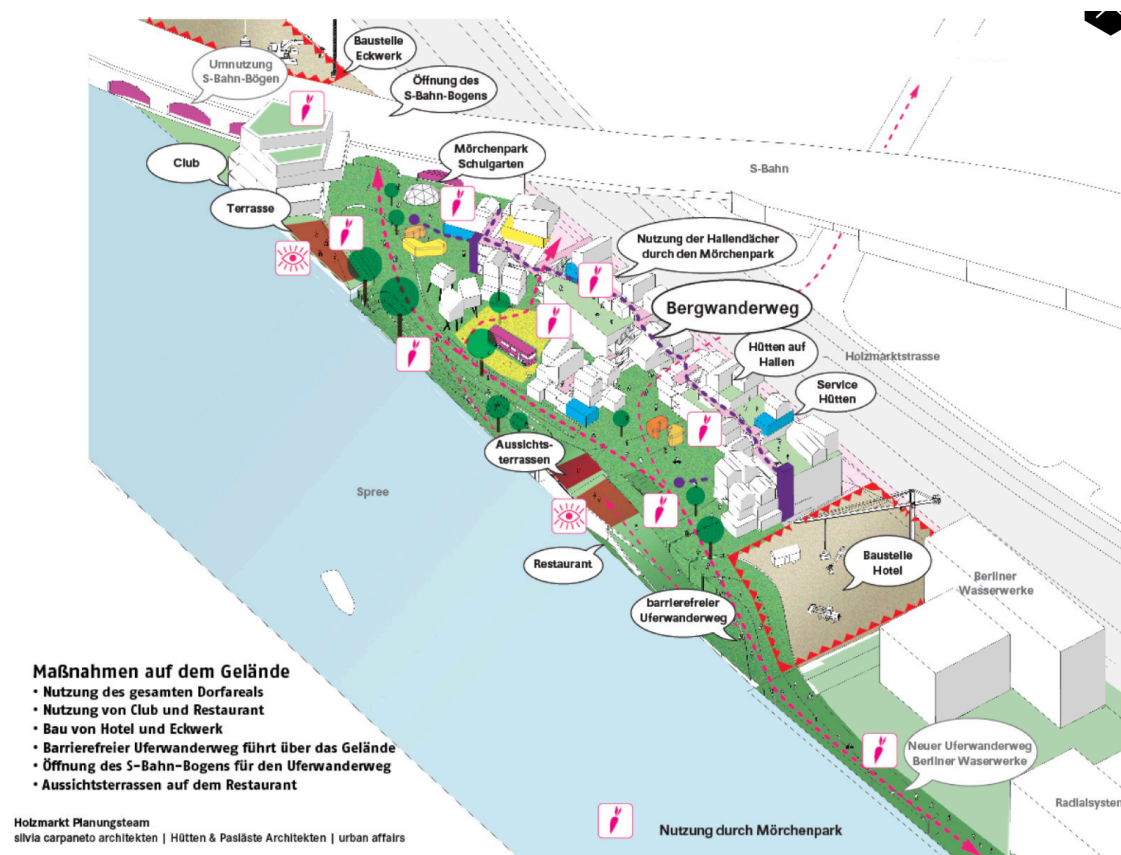 Baustelle
Eckwerk
Umnutzung
S-Bahn-Bögen
Öffnung des
S-Bahn-Bogens
Club
Mörchenpark
Schulgarten
S-Bahn
Terrasse
Nutzung der Hallendächer
durch den Mörchenpark
Bergwanderweg
Hütten auf
Hallen
Holzmarktstrasse
Service
Hütten
Aussichts-
terrassen
Spree
Restaurant
Baustelle
Hotel
Berliner
Wasserwerke
barrierefreier
Uferwanderweg
Maßnahmen auf dem Gelände
• Nutzung des gesamten Dorfareals
• Nutzung von Club und Restaurant
• Bau von Hotel und Eckwerk
• Barrierefreier Uferwanderweg führt über das Gelände
• Öffnung des S-Bahn-Bogens für den Uferwanderweg
• Aussichtsterrassen auf dem Restaurant
Neuer Uferwanderweg
Berliner Waserwerke
Radialsystem
Holzmarkt Planungsteam
silvia carpaneto architekten | Hütten & Pasläste Architekten | urban affairs
Nutzung durch Mörchenpark